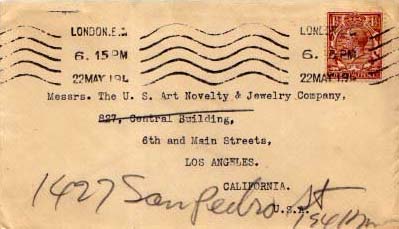 LONDON.E.
6.15PM
22MAY19
Messrs. The U. S. Art Novelty & Jewelry Company,
827, Central Building,
6th and Main Streets,
LOS ANGELES.
CALIFORNIA.
U.S.A.
1427 San Pedro St